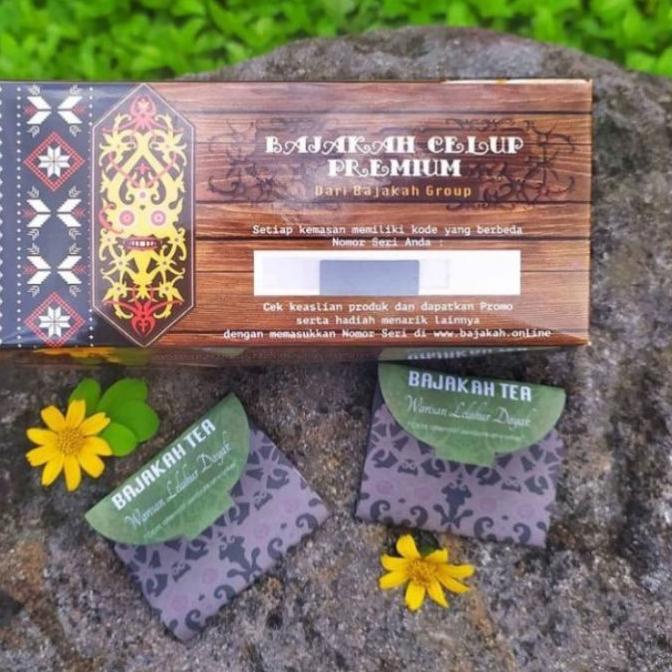 BAJAKAH CELUP
PREMIUM
Dari Bajakah Group
Setiap kemasan memiliki kode yang berbeda
Nomor Seri Anda :
Cek keaslian produk dan dapatkan Promo
serta hadiah menarik lainnya
dengan memasukkan Nomor Seri di www.bajakah.online
BAJAKAH TEA
Warisan Leluhur Dayak
BAJAKAH TEA
Warisan Leluhur Dayak